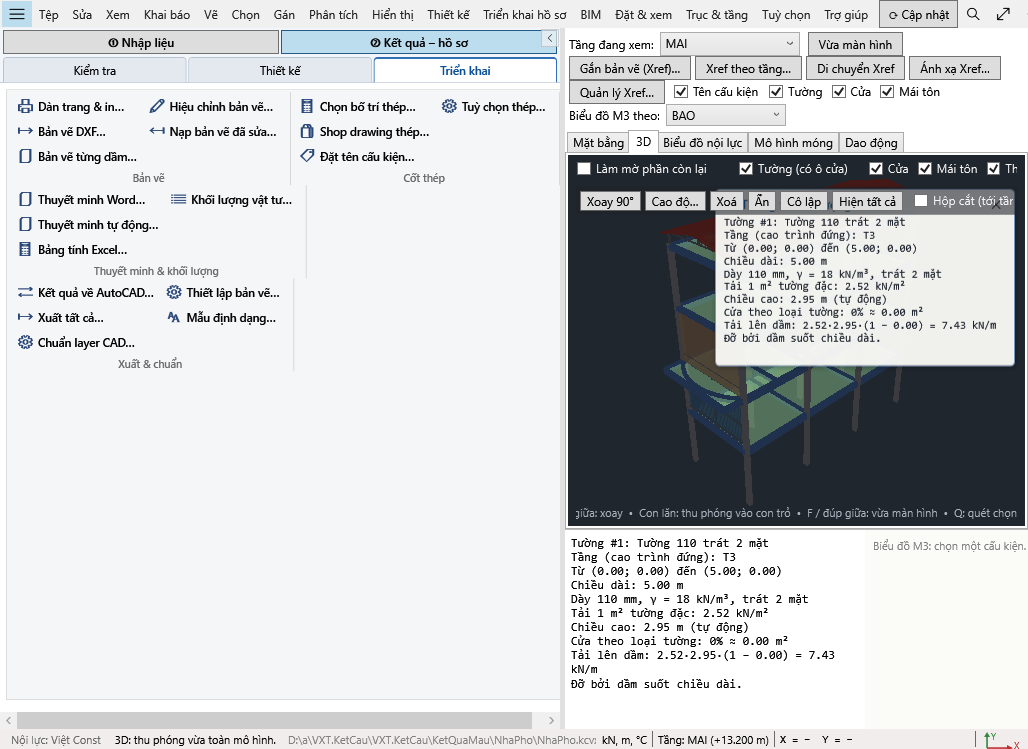 Tệp Sửa Xem Khai báo Vẽ Chọn Gán Phân tích Hiển thị Thiết kế Triển khai hồ sơ BIM Đặt & xem Trục & tầng Tuỳ chọn Trợ giúp ⟳ Cập nhật
① Nhập liệu ② Kết quả – hồ sơ
Kiểm tra Thiết kế Triển khai
Dàn trang & in... Hiệu chỉnh bản vẽ...
Bản vẽ DXF... Nạp bản vẽ đã sửa...
Bản vẽ từng dầm...
Bản vẽ
Chọn bố trí thép... Tuỳ chọn thép...
Shop drawing thép...
Đặt tên cấu kiện...
Cốt thép
Thuyết minh Word... Khối lượng vật tư...
Thuyết minh tự động...
Bảng tính Excel...
Thuyết minh & khối lượng
Kết quả về AutoCAD... Thiết lập bản vẽ...
Xuất tất cả... Mẫu định dạng...
Chuẩn layer CAD...
Xuất & chuẩn
Tầng đang xem: MAI Vừa màn hình
Gắn bản vẽ (Xref)... Xref theo tầng... Di chuyển Xref Ánh xạ Xref...
Quản lý Xref... Tên cấu kiện Tường Cửa Mái tôn
Biểu đồ M3 theo: BAO
Mặt bằng 3D Biểu đồ nội lực Mô hình móng Dao động
Làm mờ phần còn lại Tường (có ô cửa) Cửa Mái tôn Th
Xoay 90° Cao độ... Xoá Ẩn Cô lập Hiện tất cả Hộp cắt (tới tần
Tường #1: Tường 110 trát 2 mặt
Tầng (cao trình đứng): T3
Từ (0.00; 0.00) đến (5.00; 0.00)
Chiều dài: 5.00 m
Dày 110 mm, γ = 18 kN/m³, trát 2 mặt
Tải 1 m² tường đặc: 2.52 kN/m²
Chiều cao: 2.95 m (tự động)
Cửa theo loại tường: 0% ≈ 0.00 m²
Tải lên dầm: 2.52·2.95·(1 − 0.00) = 7.43 kN/m
Đỡ bởi dầm suốt chiều dài.
giữa: xoay • Con lăn: thu phóng vào con trỏ • F / đúp giữa: vừa màn hình • Q: quét chọn
Tường #1: Tường 110 trát 2 mặt
Tầng (cao trình đứng): T3
Từ (0.00; 0.00) đến (5.00; 0.00)
Chiều dài: 5.00 m
Dày 110 mm, γ = 18 kN/m³, trát 2 mặt
Tải 1 m² tường đặc: 2.52 kN/m²
Chiều cao: 2.95 m (tự động)
Cửa theo loại tường: 0% ≈ 0.00 m²
Tải lên dầm: 2.52·2.95·(1 − 0.00) = 7.43
kN/m
Đỡ bởi dầm suốt chiều dài.
Biểu đồ M3: chọn một cấu kiện.
Nội lực: Việt Const 3D: thu phóng vừa toàn mô hình. D:\a\VXT.KetCau\VXT.KetCau\KetQuaMau\NhaPho\NhaPho.kcv: kN, m, °C Tầng: MAI (+13.200 m) X = – Y = – Y X